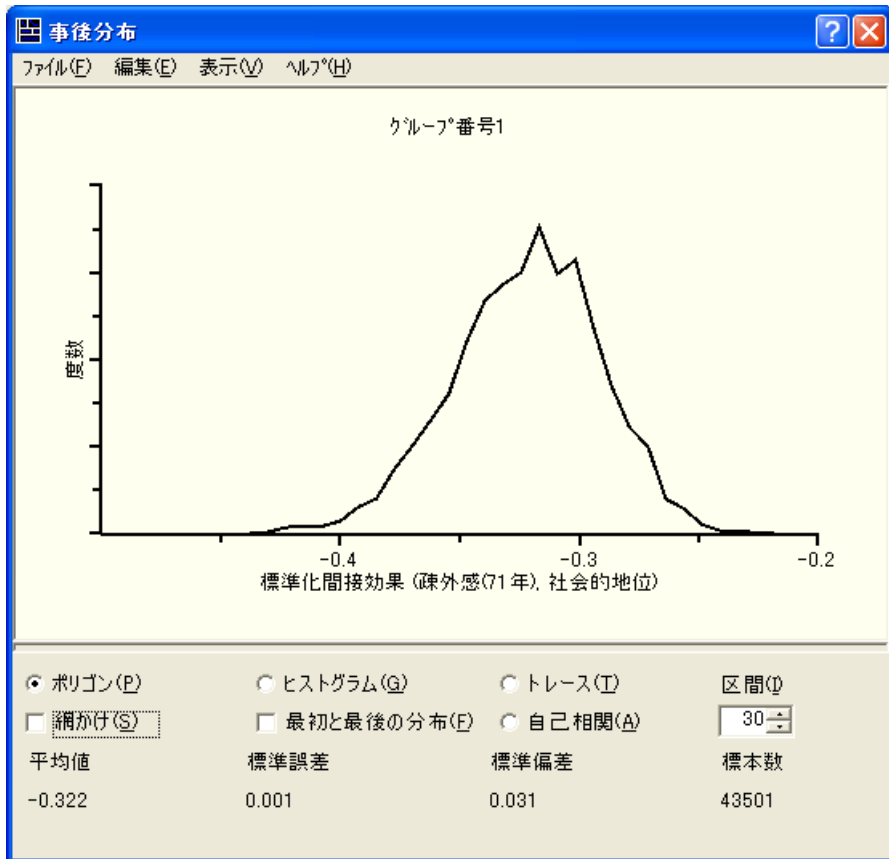 事後分布
ﾌｧｲﾙ(F) 編集(E) 表示(V) ﾍﾙﾌﾟ(H)
ｸﾞﾙｰﾌﾟ番号1
度数
-0.4 -0.3 -0.2
標準化間接効果 (疎外感(71年), 社会的地位)
ポリゴン(P) ヒストグラム(G) トレース(T) 区間(I)
網かけ(S) 最初と最後の分布(F) 自己相関(A) 30
平均値 標準誤差 標準偏差 標本数
-0.322 0.001 0.031 43501